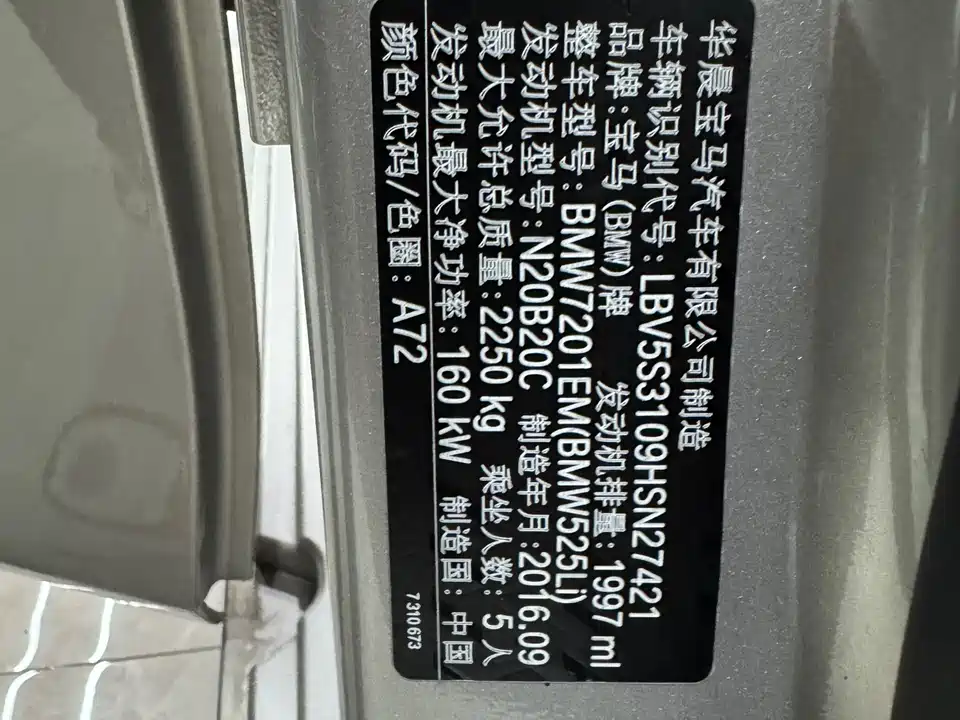 华晨宝马汽车有限公司制造
车辆识别代号:LBV5S3109HSN27421
品牌:宝马(BMW)牌 发动机排量:1997 ml
整车型号:BMW7201EM(BMW525Li)
发动机型号:N20B20C 制造年月:2016.09
最大允许总质量:2250 kg 乘坐人数:5人
发动机最大净功率:160 kW 制造国:中国
颜色代码/色圈:A72
7 310 673